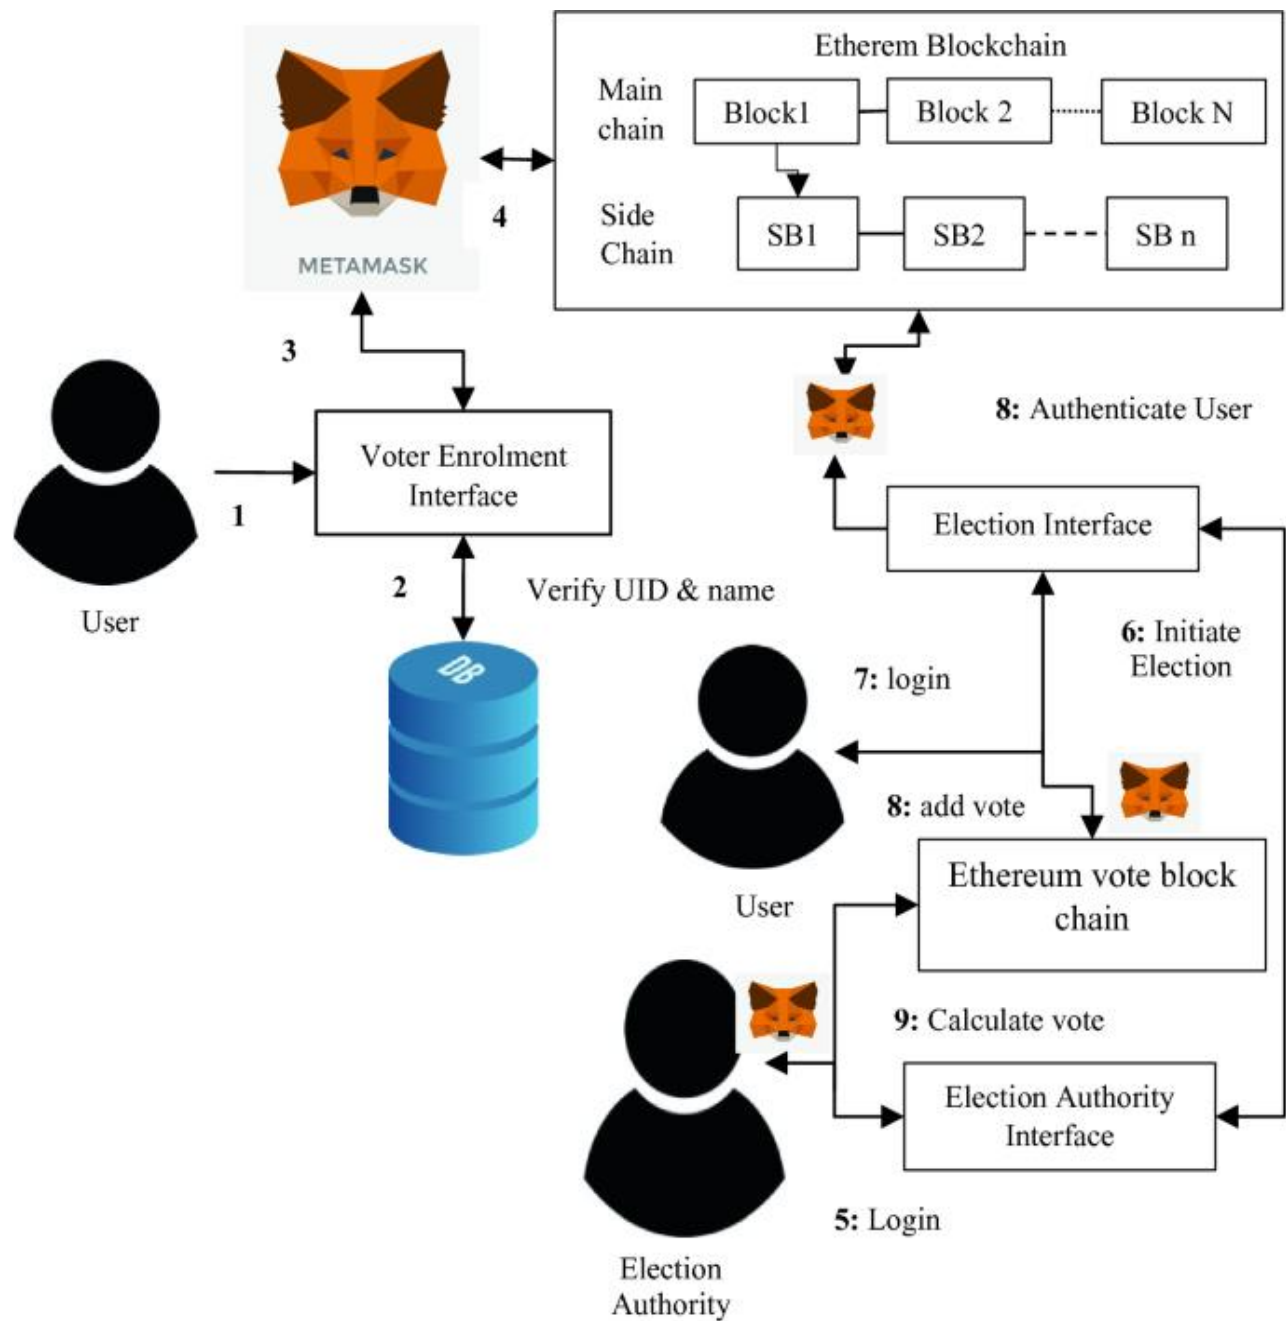 Etherem Blockchain
Main
chain
Block1
Block 2
Block N
4
Side
Chain
SB1
SB2
SB n
METAMASK
3
8: Authenticate User
Voter Enrolment
Interface
1
Election Interface
2
Verify UID & name
User
DB
6: Initiate
Election
7: login
8: add vote
Ethereum vote block
chain
User
9: Calculate vote
Election Authority
Interface
5: Login
Election
Authority